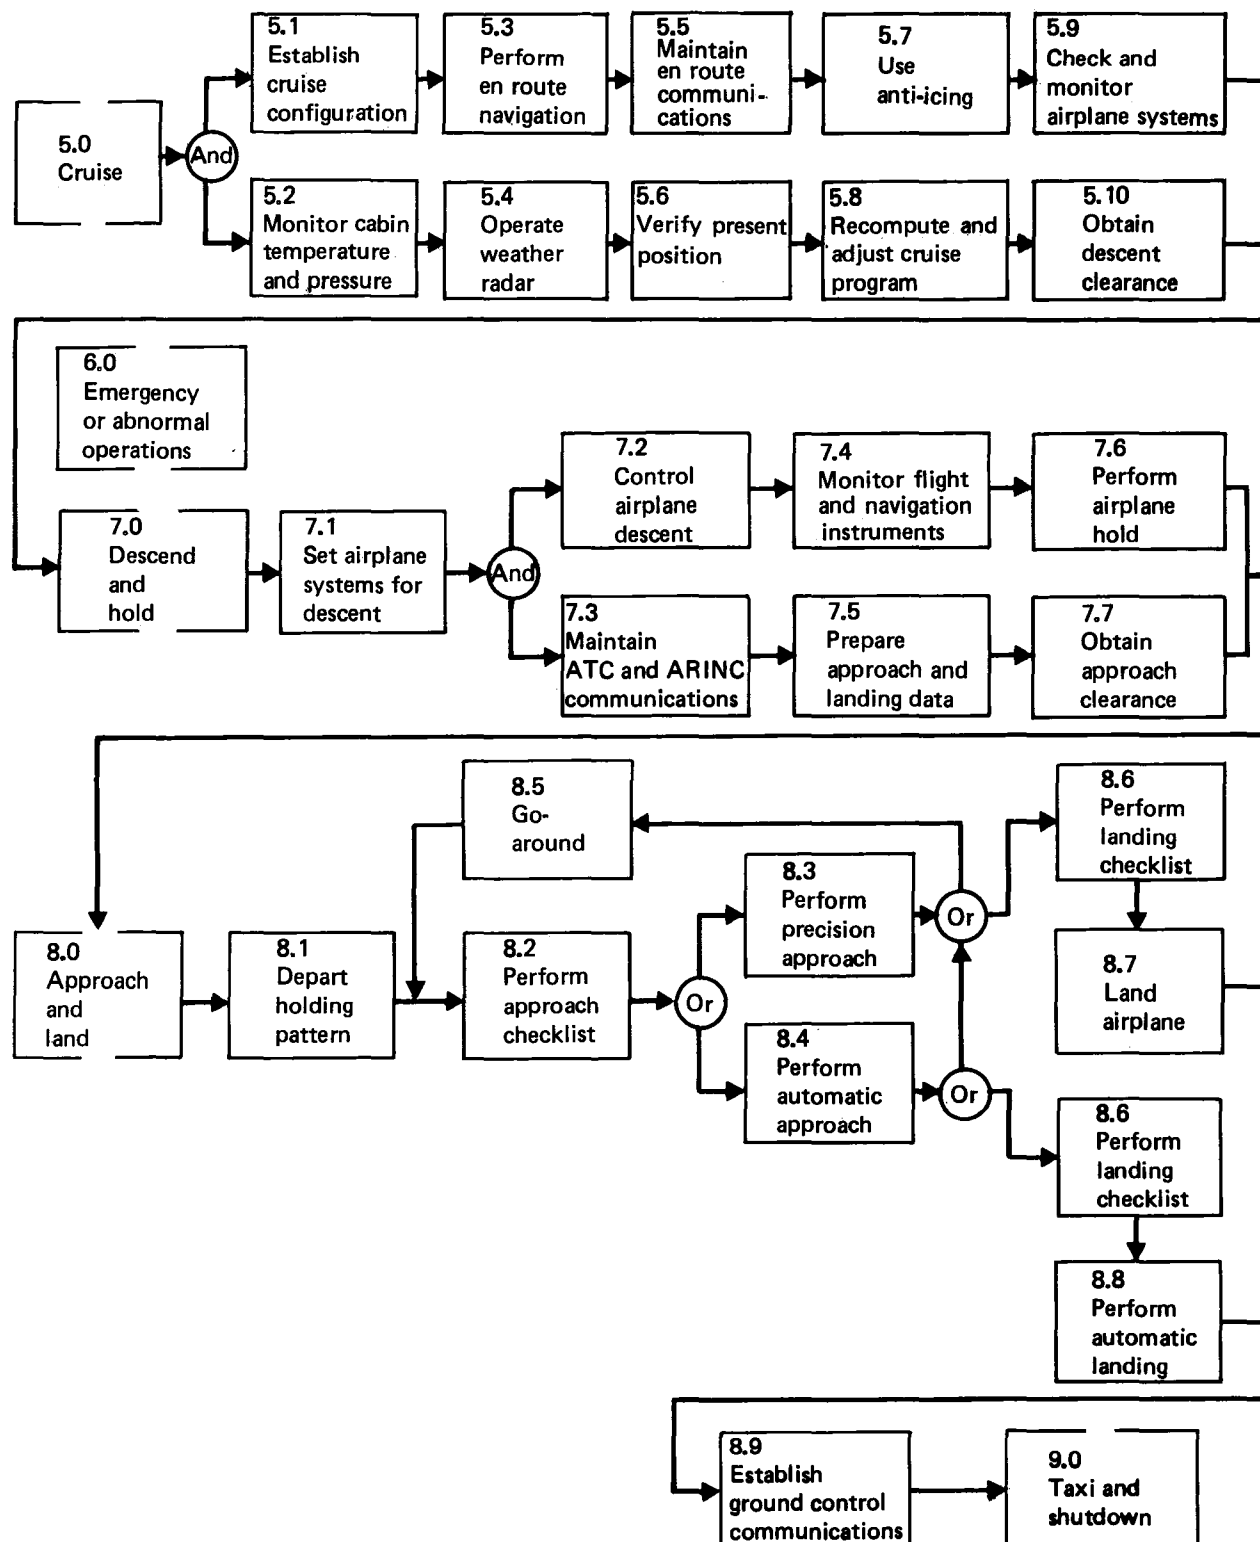 5.1
Establish
cruise
configuration
5.3
Perform
en route
navigation
5.5
Maintain
en route
communi-
cations
5.7
Use
anti-icing
5.9
Check and
monitor
airplane systems
5.0
Cruise
And
5.2
Monitor cabin
temperature
and pressure
5.4
Operate
weather
radar
5.6
Verify present
position
5.8
Recompute and
adjust cruise
program
5.10
Obtain
descent
clearance
6.0
Emergency
or abnormal
operations
7.0
Descend
and
hold
7.1
Set airplane
systems for
descent
And
7.2
Control
airplane
descent
7.4
Monitor flight
and navigation
instruments
7.6
Perform
airplane
hold
7.3
Maintain
ATC and ARINC
communications
7.5
Prepare
approach and
landing data
7.7
Obtain
approach
clearance
8.5
Go-
around
8.6
Perform
landing
checklist
8.0
Approach
and
land
8.1
Depart
holding
pattern
8.2
Perform
approach
checklist
Or
8.3
Perform
precision
approach
Or
8.7
Land
airplane
8.4
Perform
automatic
approach
Or
8.6
Perform
landing
checklist
8.8
Perform
automatic
landing
8.9
Establish
ground control
communications
9.0
Taxi and
shutdown